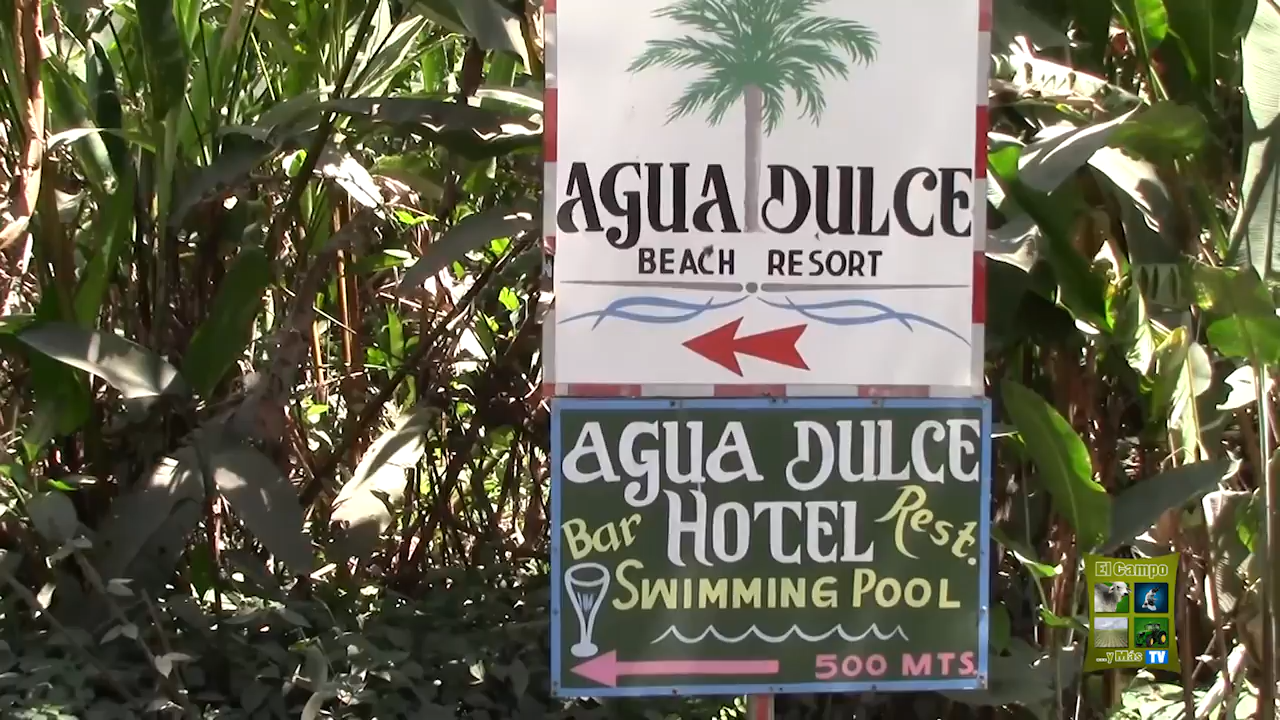 AGUA DULCE
BEACH RESORT
AGUA DULCE
Bar HOTEL Rest.
SWIMMING POOL
500 MTS
El Campo
...y Más TV